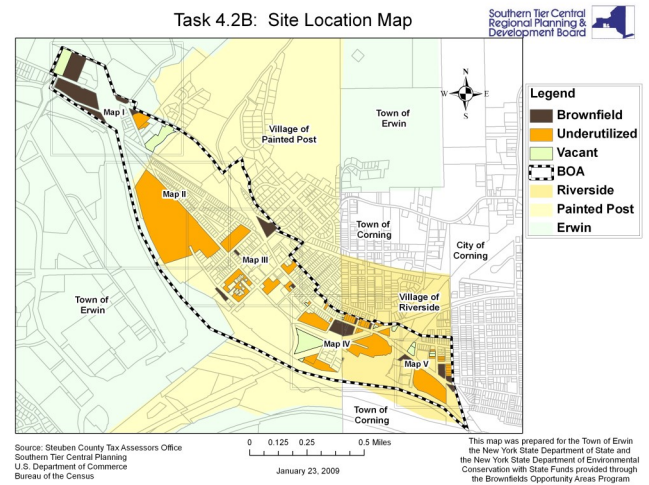 Task 4.2B:  Site Location Map
Southern Tier Central
Regional Planning &
Development Board
N
W E
S
Legend
Brownfield
Underutilized
Vacant
BOA
Riverside
Painted Post
Erwin
Map I
Village of
Painted Post
Town of
Erwin
Map II
Town of
Corning
City of
Corning
Map III
Town of
Erwin
Village of
Riverside
Map IV
Map V
Town of
Corning
Source: Steuben County Tax Assessors Office
Southern Tier Central Planning
U.S. Department of Commerce
Bureau of the Census
0 0.125 0.25 0.5 Miles
January 23, 2009
This map was prepared for the Town of Erwin
the New York State Department of State and
the New York State Department of Environmental
Conservation with State Funds provided through
the Brownfields Opportunity Areas Program